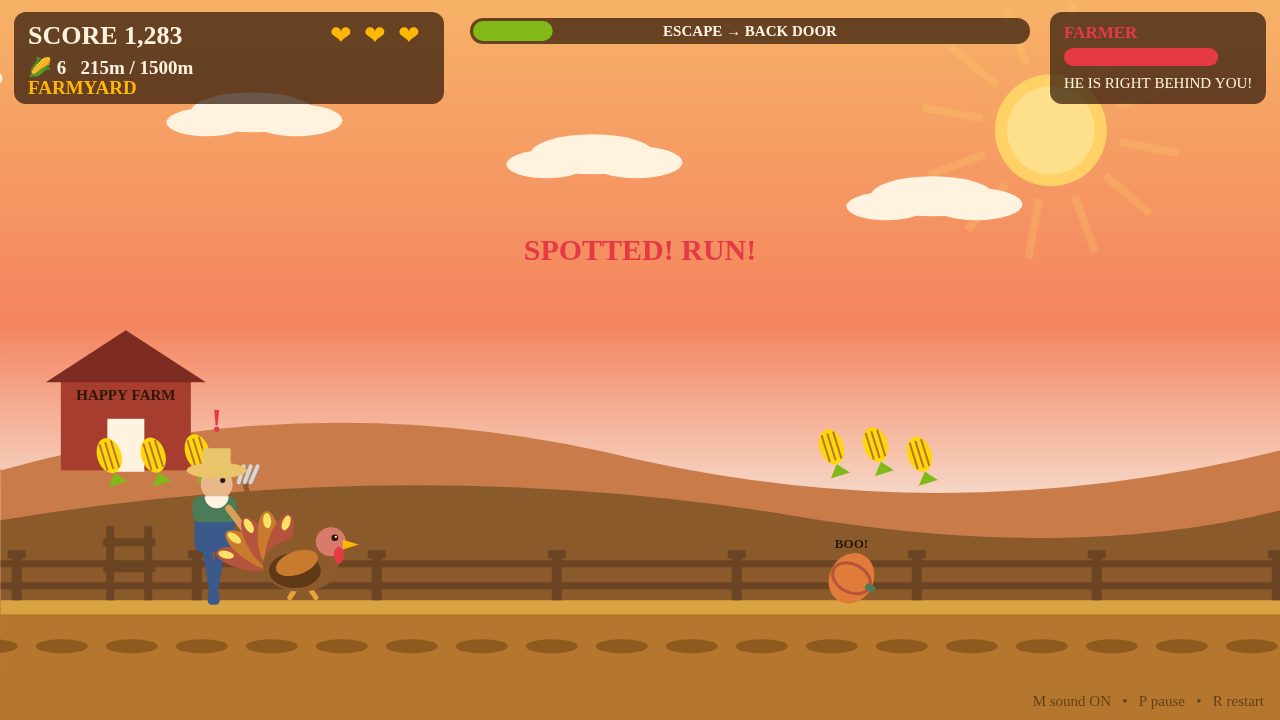 SCORE 1,283 ❤ ❤ ❤
🌽 6 215m / 1500m
FARMYARD
ESCAPE → BACK DOOR
FARMER
HE IS RIGHT BEHIND YOU!
SPOTTED! RUN!
HAPPY FARM
!
BOO!
M sound ON • P pause • R restart